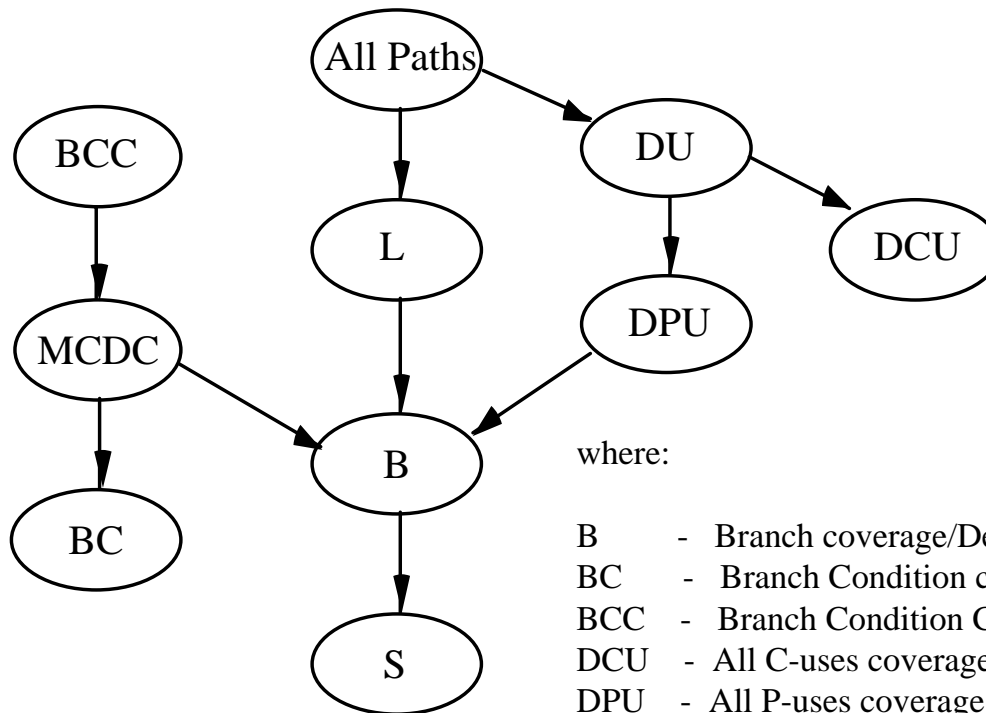 All Paths
BCC
DU
L
DCU
MCDC
DPU
B
BC
S
where:
B - Branch coverage/De
BC - Branch Condition c
BCC - Branch Condition C
DCU - All C-uses coverage
DPU - All P-uses coverage